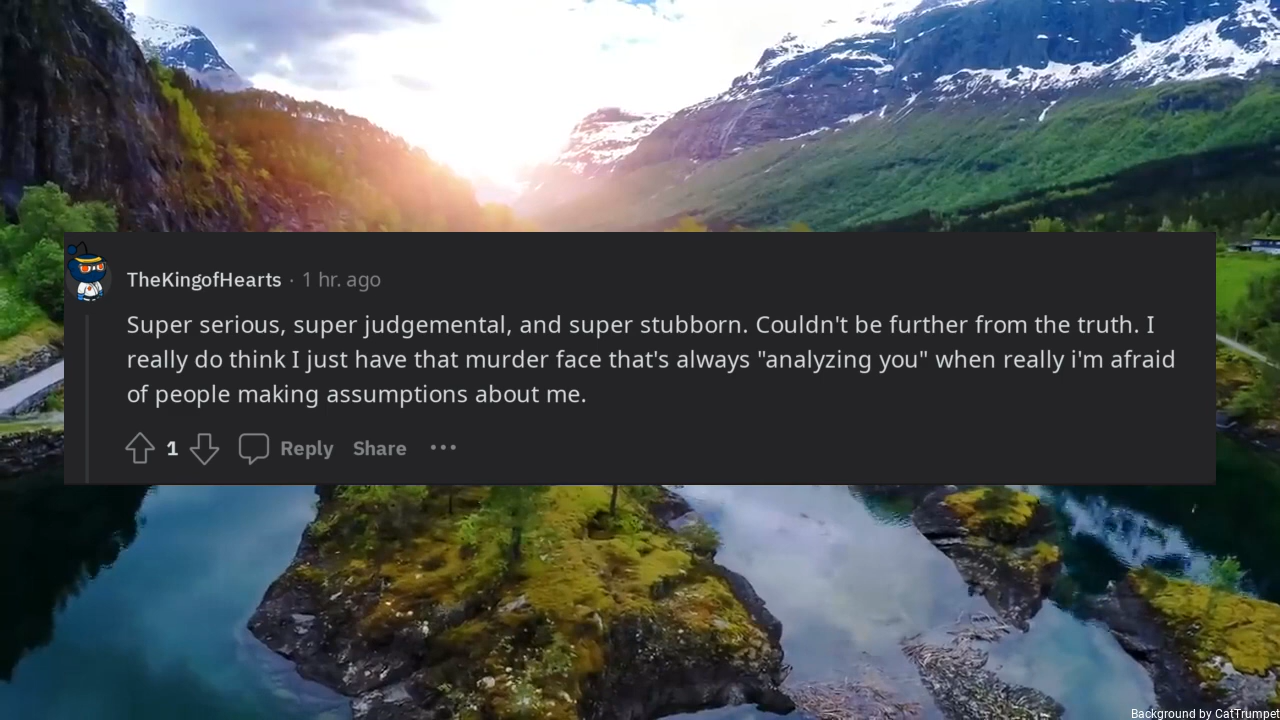 TheKingofHearts · 1 hr. ago
Super serious, super judgemental, and super stubborn. Couldn't be further from the truth. I
really do think I just have that murder face that's always "analyzing you" when really i'm afraid
of people making assumptions about me.
1 Reply Share ···
Background by CatTrumpet